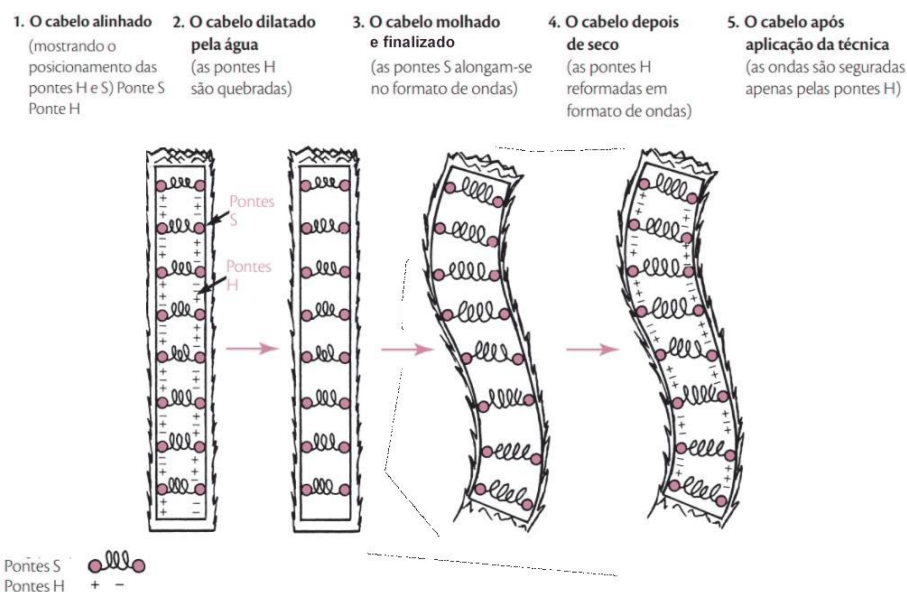 1. O cabelo alinhado
(mostrando o
posicionamento das
pontes H e S) Ponte S
Ponte H
2. O cabelo dilatado
pela água
(as pontes H
são quebradas)
3. O cabelo molhado
e finalizado
(as pontes S alongam-se
no formato de ondas)
4. O cabelo depois
de seco
(as pontes H
reformadas em
formato de ondas)
5. O cabelo após
aplicação da técnica
(as ondas são seguradas
apenas pelas pontes H)
Pontes
S
Pontes
H
Pontes S
Pontes H + −